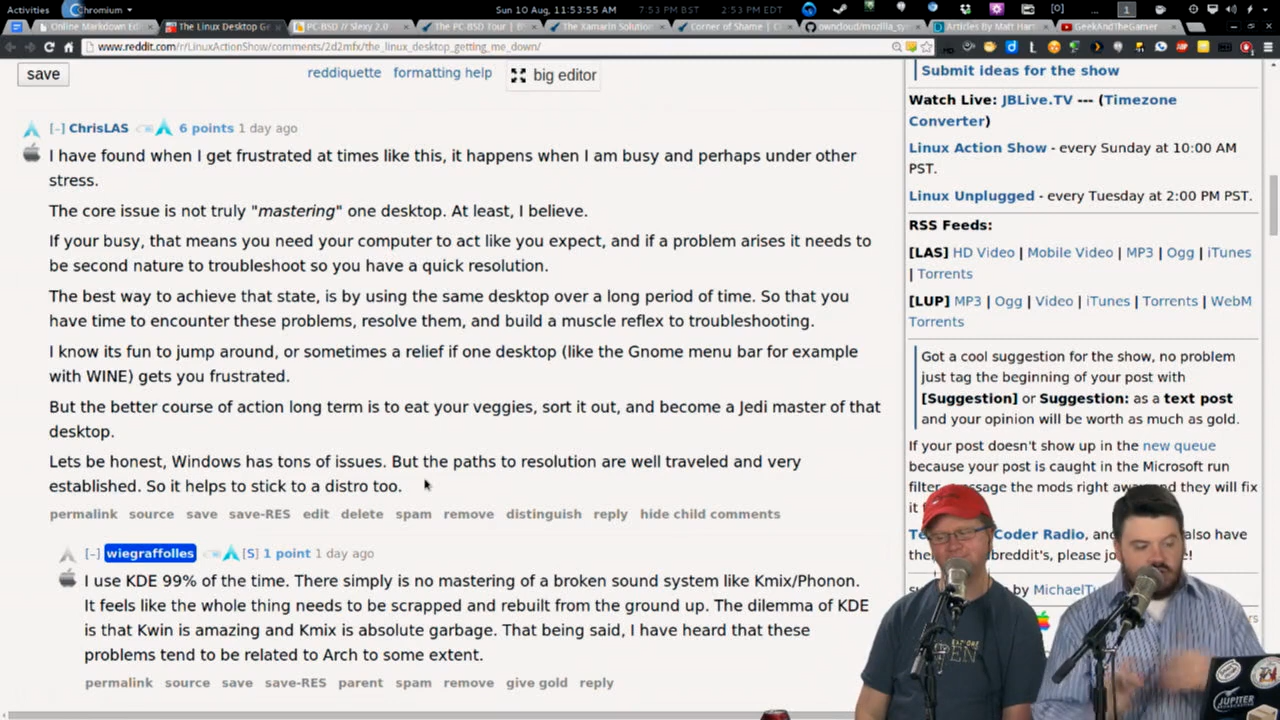 Activities Chromium Sun 10 Aug, 11:53:55 AM 7:53 PM BST 2:53 PM EDT 1
Online Markdown Edi The Linux Desktop Ge PC-BSD // Slexy 2.0 The PC-BSD Tour | B The Xamarin Solution Corner of Shame | C owncloud/mozilla_sy Articles By Matt Hart GeekAndTheGamer
www.reddit.com/r/LinuxActionShow/comments/2d2mfx/the_linux_desktop_getting_me_down/
save reddiquette formatting help big editor
[-] ChrisLAS 6 points 1 day ago
I have found when I get frustrated at times like this, it happens when I am busy and perhaps under other
stress.
The core issue is not truly "mastering" one desktop. At least, I believe.
If your busy, that means you need your computer to act like you expect, and if a problem arises it needs to
be second nature to troubleshoot so you have a quick resolution.
The best way to achieve that state, is by using the same desktop over a long period of time. So that you
have time to encounter these problems, resolve them, and build a muscle reflex to troubleshooting.
I know its fun to jump around, or sometimes a relief if one desktop (like the Gnome menu bar for example
with WINE) gets you frustrated.
But the better course of action long term is to eat your veggies, sort it out, and become a Jedi master of that
desktop.
Lets be honest, Windows has tons of issues. But the paths to resolution are well traveled and very
established. So it helps to stick to a distro too.
permalink source save save-RES edit delete spam remove distinguish reply hide child comments
[-] wiegraffolles [S] 1 point 1 day ago
I use KDE 99% of the time. There simply is no mastering of a broken sound system like Kmix/Phonon.
It feels like the whole thing needs to be scrapped and rebuilt from the ground up. The dilemma of KDE
is that Kwin is amazing and Kmix is absolute garbage. That being said, I have heard that these
problems tend to be related to Arch to some extent.
permalink source save save-RES parent spam remove give gold reply
Submit ideas for the show
Watch Live: JBLive.TV --- (Timezone
Converter)
Linux Action Show - every Sunday at 10:00 AM
PST.
Linux Unplugged - every Tuesday at 2:00 PM PST.
RSS Feeds:
[LAS] HD Video | Mobile Video | MP3 | Ogg | iTunes
| Torrents
[LUP] MP3 | Ogg | Video | iTunes | Torrents | WebM
Torrents
Got a cool suggestion for the show, no problem
just tag the beginning of your post with
[Suggestion] or Suggestion: as a text post
and your opinion will be worth as much as gold.
If your post doesn't show up in the new queue
because your post is caught in the Microsoft run
filter, message the mods right away and they will fix
Coder Radio, also have
subreddit's, please
by
JUPITER